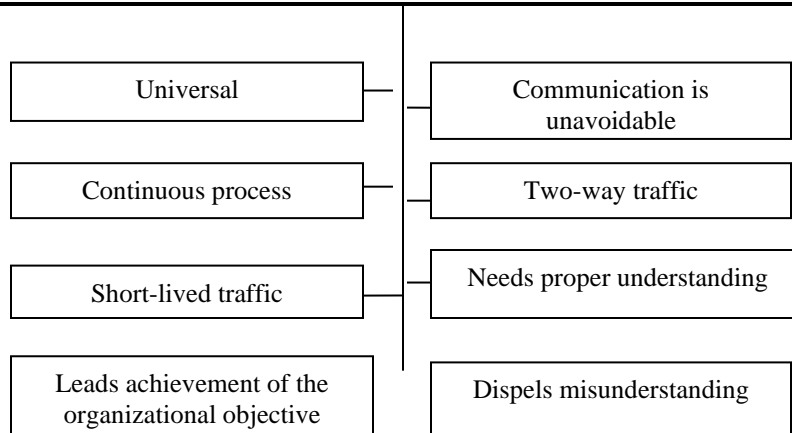 Universal
Communication is
unavoidable
Continuous process
Two-way traffic
Short-lived traffic
Needs proper understanding
Leads achievement of the
organizational objective
Dispels misunderstanding